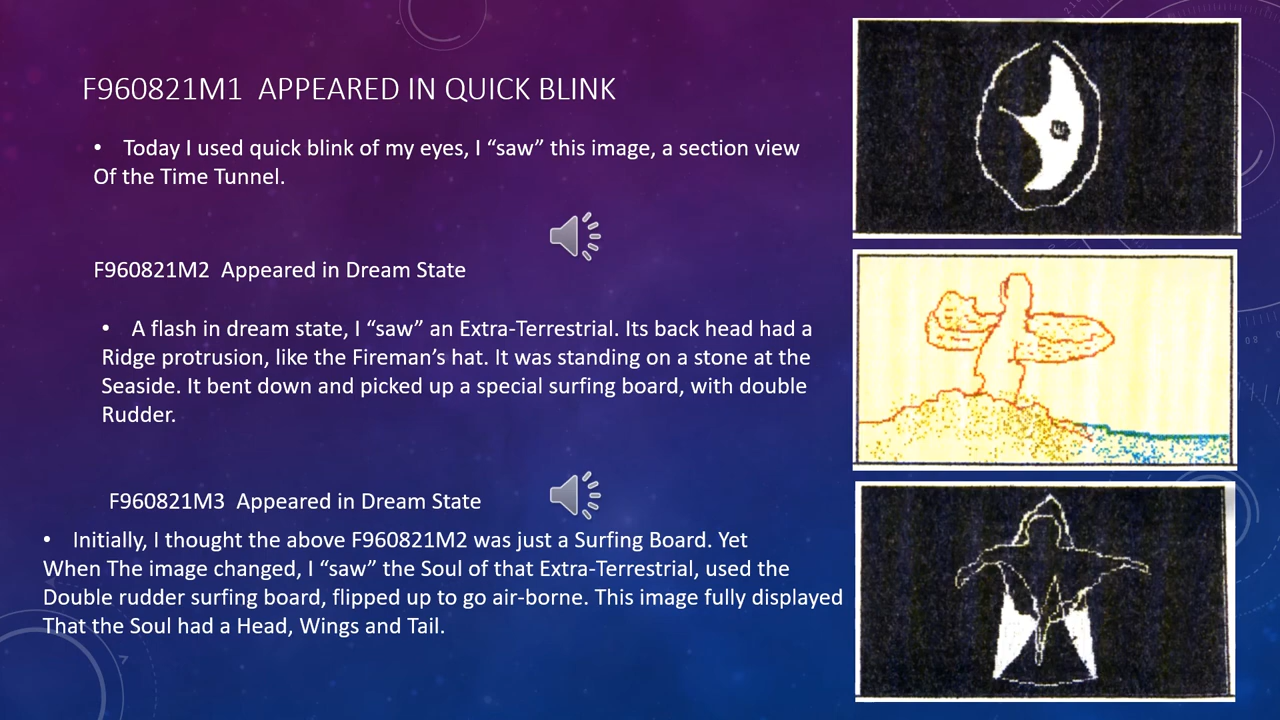 F960821M1 APPEARED IN QUICK BLINK
• Today I used quick blink of my eyes, I “saw” this image, a section view
Of the Time Tunnel.
F960821M2 Appeared in Dream State
• A flash in dream state, I “saw” an Extra-Terrestrial. Its back head had a
Ridge protrusion, like the Fireman’s hat. It was standing on a stone at the
Seaside. It bent down and picked up a special surfing board, with double
Rudder.
F960821M3 Appeared in Dream State
• Initially, I thought the above F960821M2 was just a Surfing Board. Yet
When The image changed, I “saw” the Soul of that Extra-Terrestrial, used the
Double rudder surfing board, flipped up to go air-borne. This image fully displayed
That the Soul had a Head, Wings and Tail.